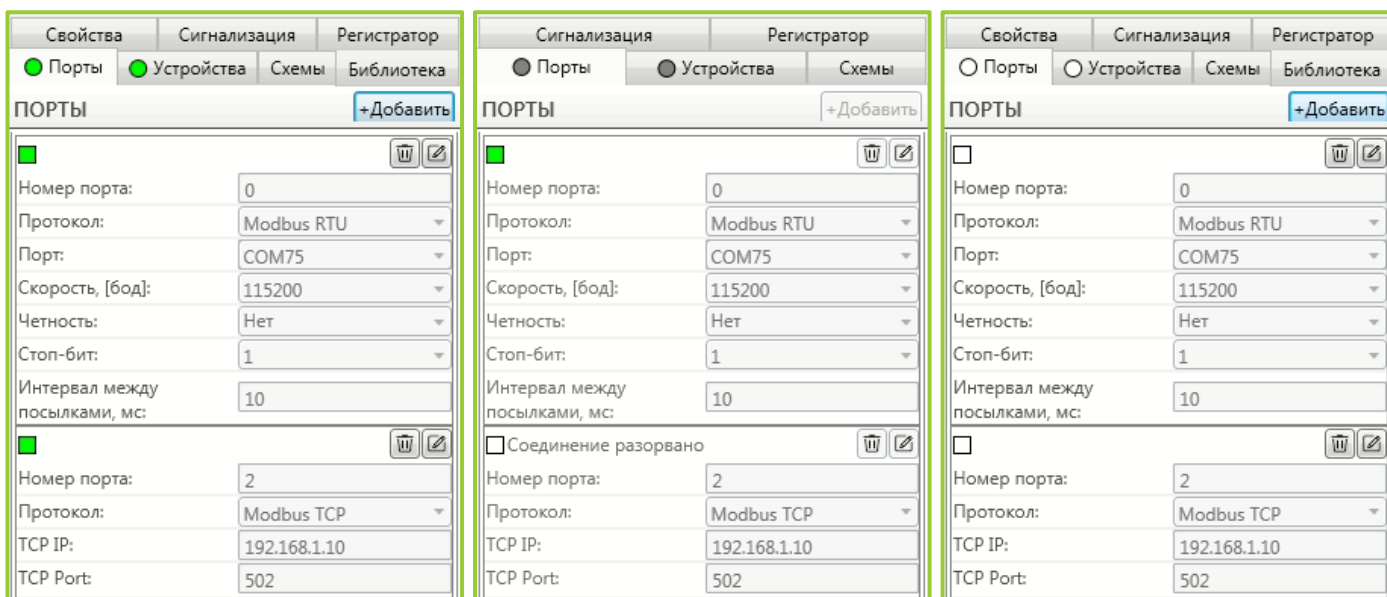 Свойства Сигнализация Регистратор
Порты Устройства Схемы Библиотека
ПОРТЫ +Добавить
Номер порта: 0
Протокол: Modbus RTU
Порт: COM75
Скорость, [бод]: 115200
Четность: Нет
Стоп-бит: 1
Интервал между
посылками, мс: 10
Номер порта: 2
Протокол: Modbus TCP
TCP IP: 192.168.1.10
TCP Port: 502
Сигнализация Регистратор
Порты Устройства Схемы
ПОРТЫ +Добавить
Номер порта: 0
Протокол: Modbus RTU
Порт: COM75
Скорость, [бод]: 115200
Четность: Нет
Стоп-бит: 1
Интервал между
посылками, мс: 10
Соединение разорвано
Номер порта: 2
Протокол: Modbus TCP
TCP IP: 192.168.1.10
TCP Port: 502
Свойства Сигнализация Регистратор
Порты Устройства Схемы Библиотека
ПОРТЫ +Добавить
Номер порта: 0
Протокол: Modbus RTU
Порт: COM75
Скорость, [бод]: 115200
Четность: Нет
Стоп-бит: 1
Интервал между
посылками, мс: 10
Номер порта: 2
Протокол: Modbus TCP
TCP IP: 192.168.1.10
TCP Port: 502